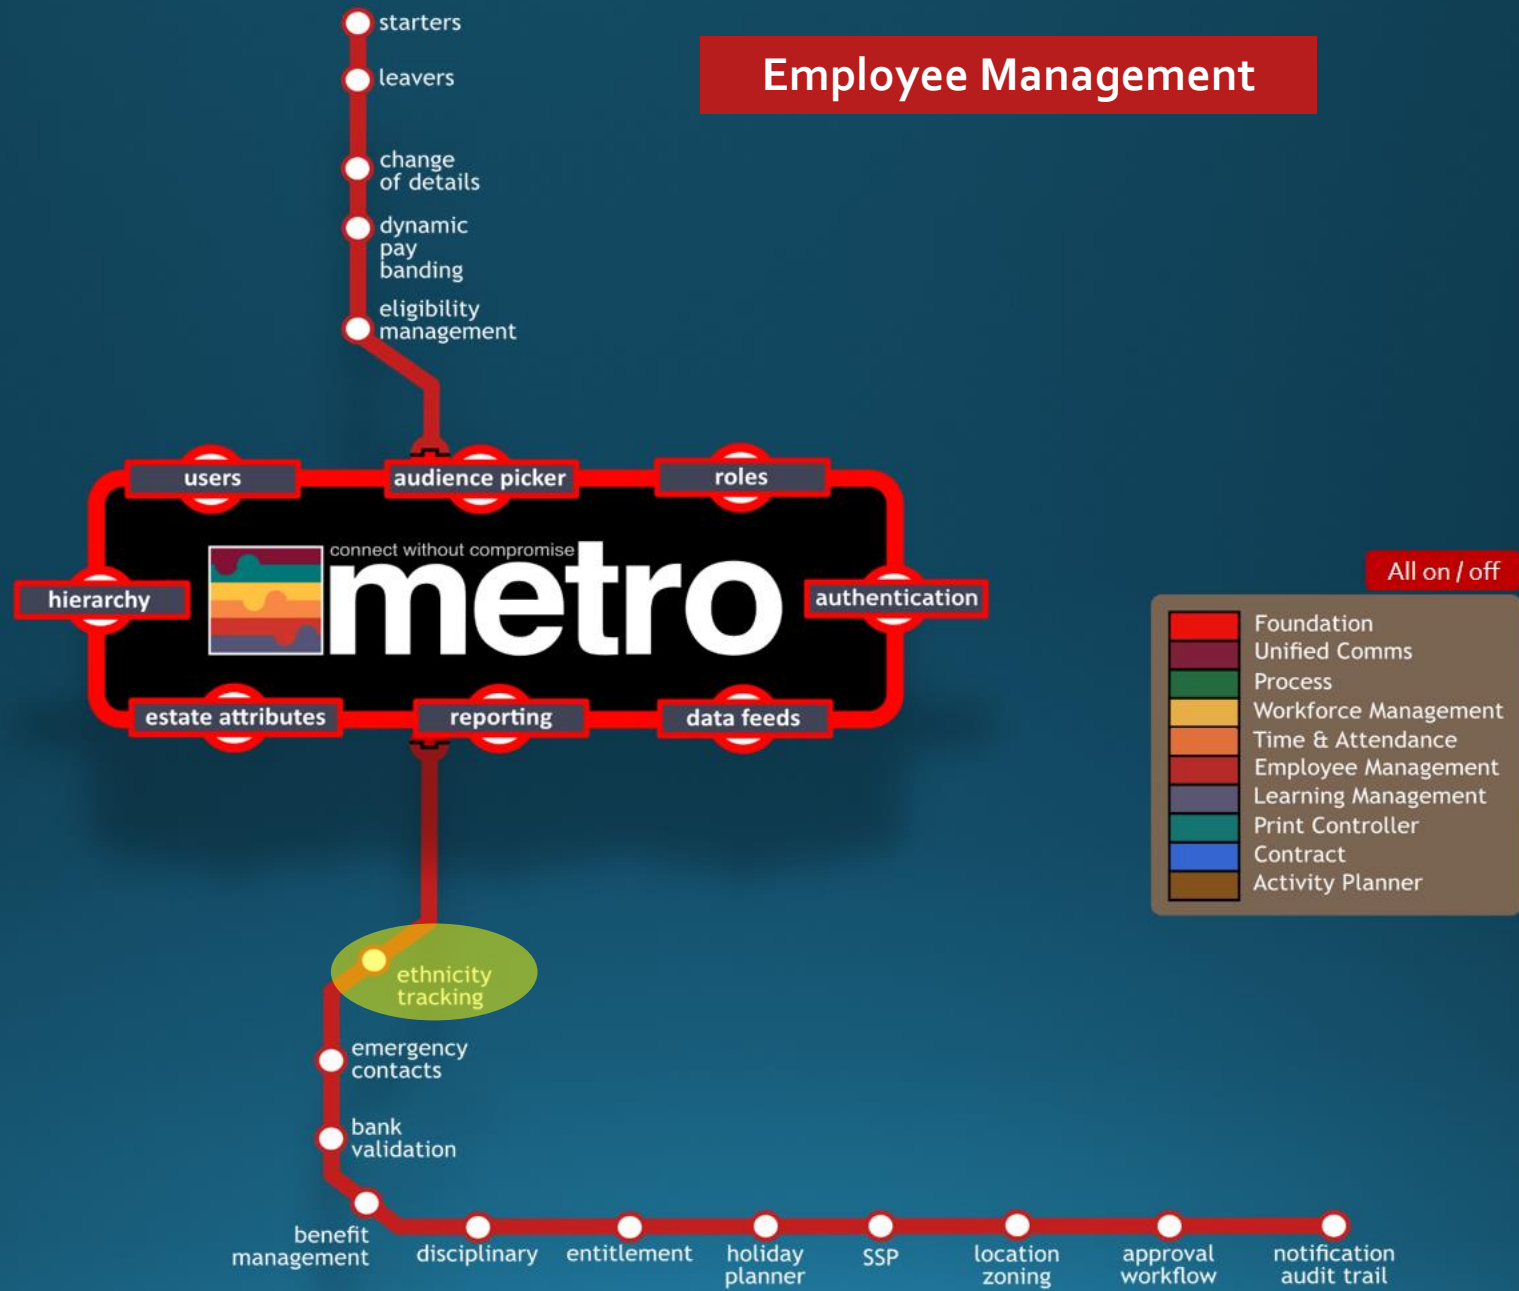 starters
Employee Management
leavers
change
of details
dynamic
pay
banding
eligibility
management
users
audience picker
roles
connect without compromise
metro
hierarchy
authentication
estate attributes
reporting
data feeds
All on / off
Foundation
Unified Comms
Process
Workforce Management
Time & Attendance
Employee Management
Learning Management
Print Controller
Contract
Activity Planner
ethnicity
tracking
emergency
contacts
bank
validation
benefit
management
disciplinary
entitlement
holiday
planner
SSP
location
zoning
approval
workflow
notification
audit trail